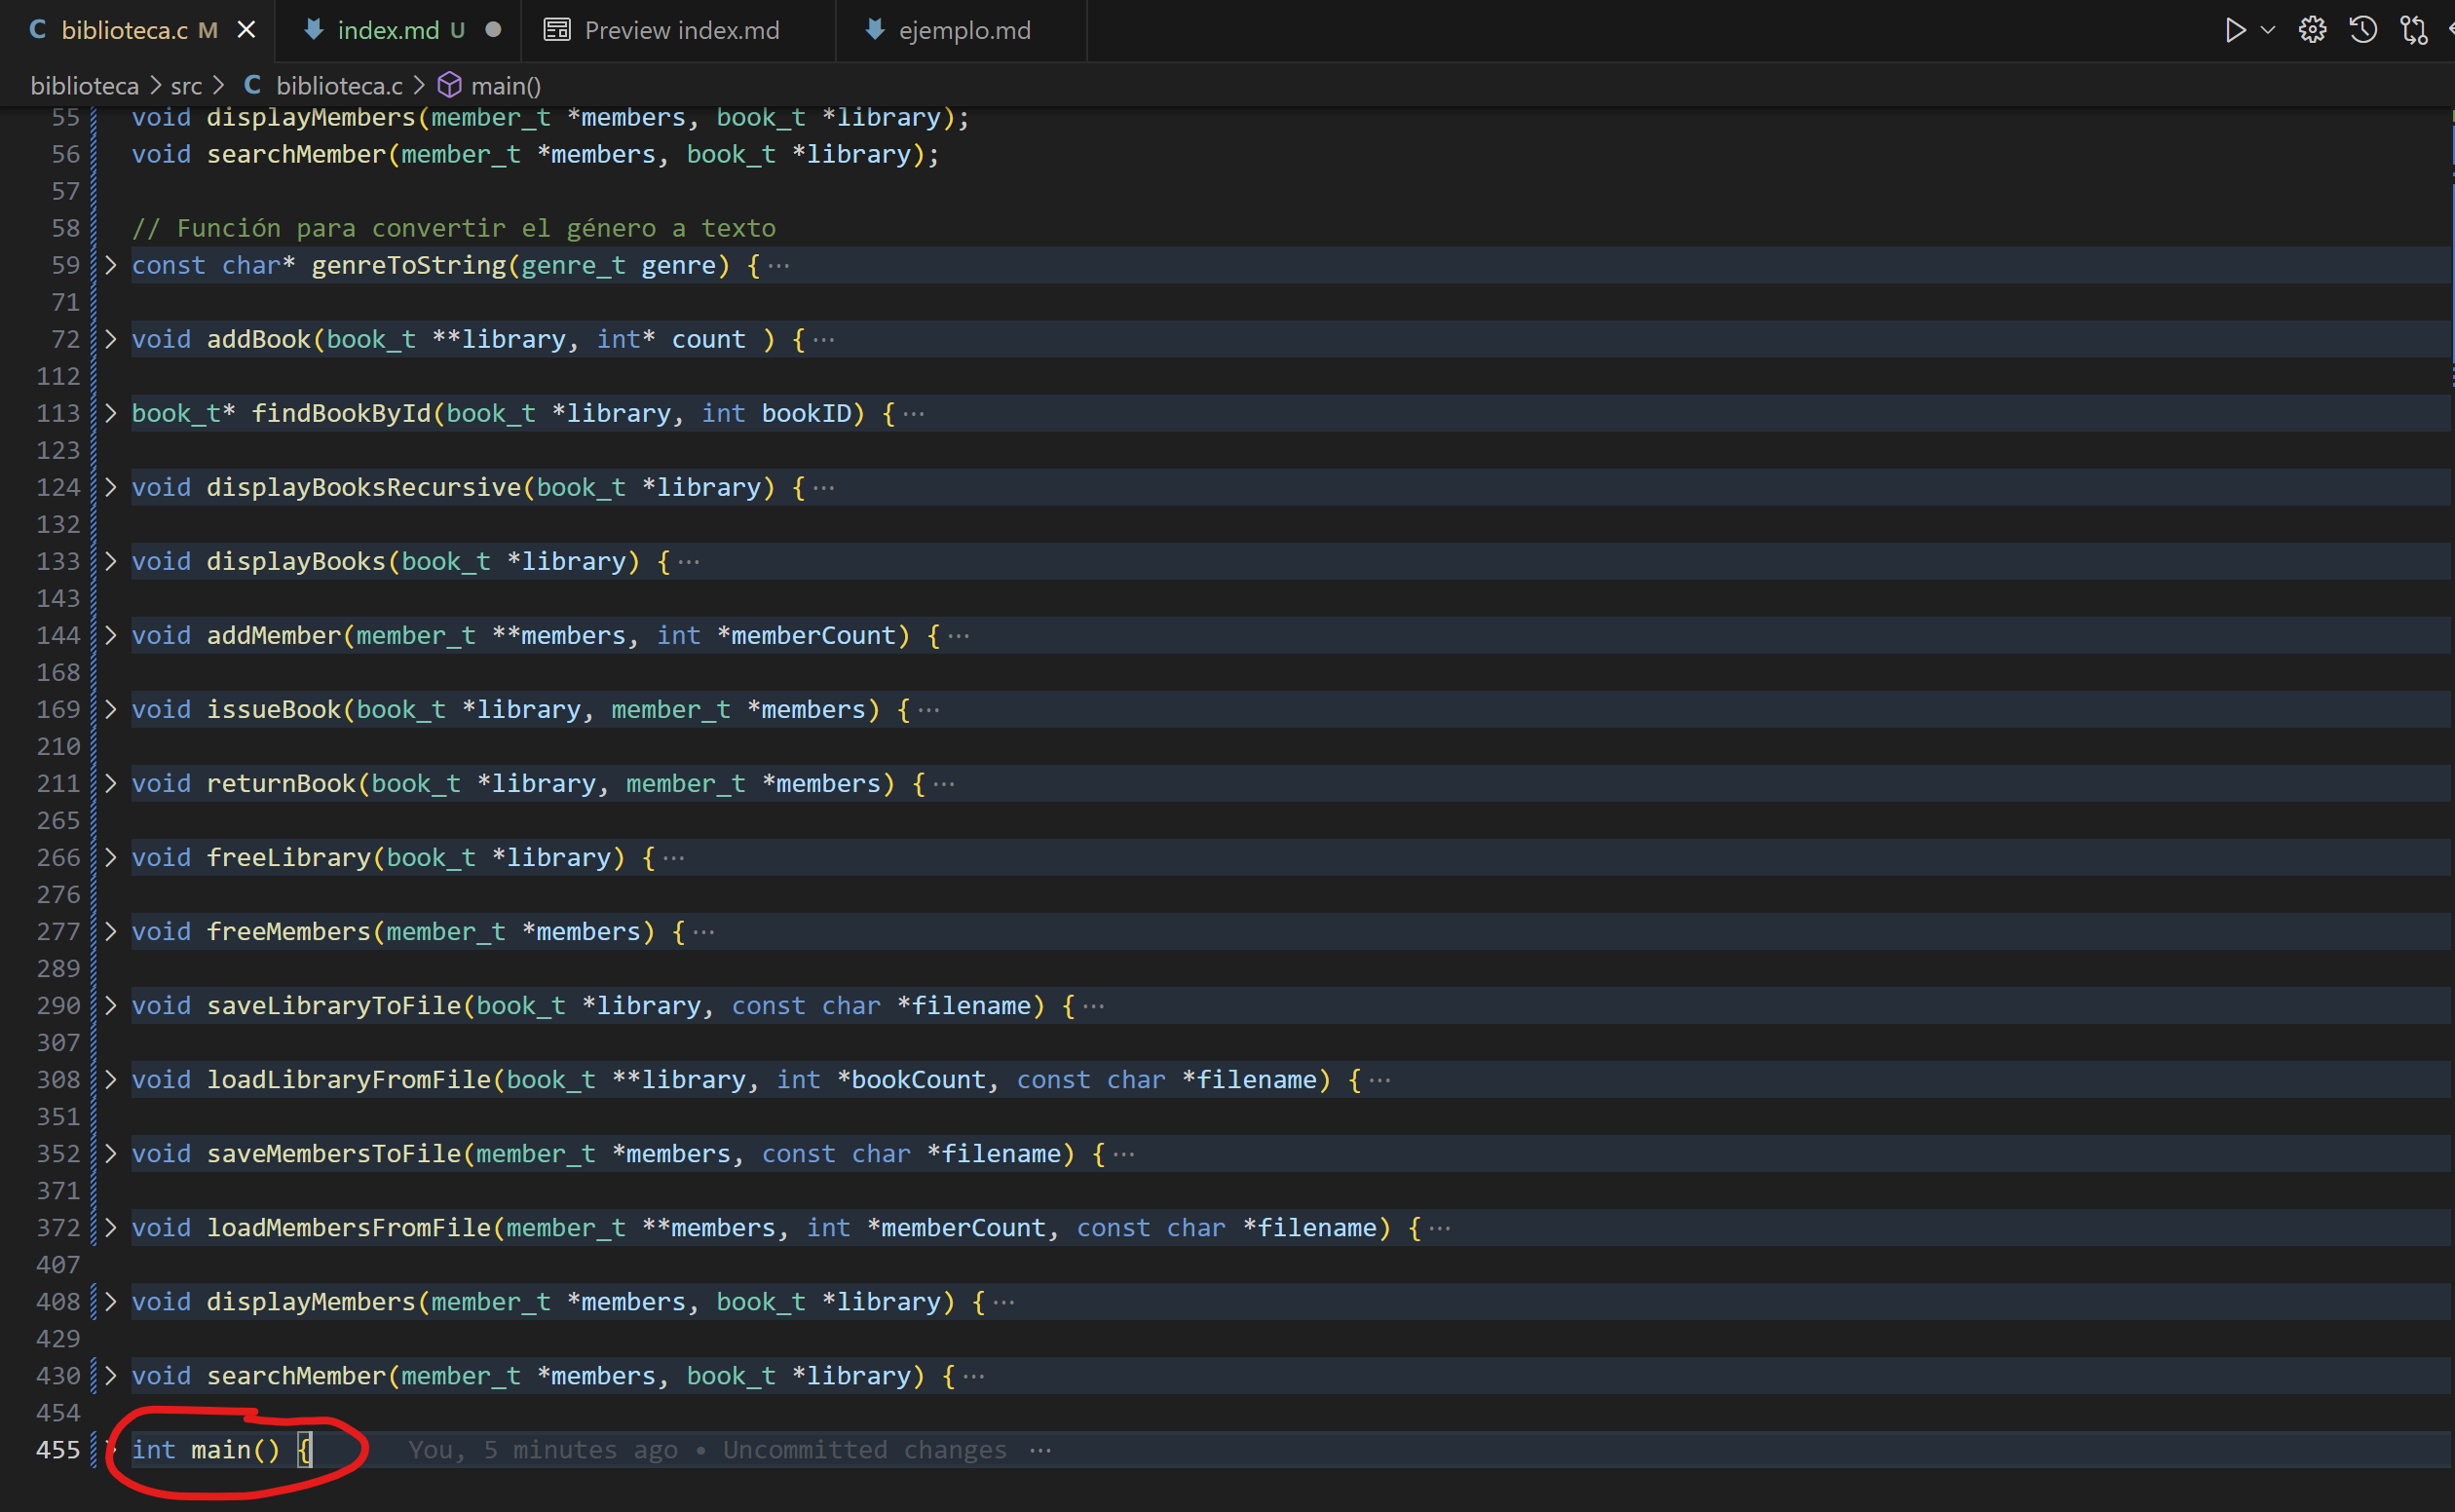 C biblioteca.c M
index.md U
Preview index.md
ejemplo.md
biblioteca > src > C biblioteca.c > main()
55 void displayMembers(member_t *members, book_t *library);
56 void searchMember(member_t *members, book_t *library);
57
58 // Función para convertir el género a texto
59 const char* genreToString(genre_t genre) { ···
71
72 void addBook(book_t **library, int* count ) { ···
112
113 book_t* findBookById(book_t *library, int bookID) { ···
123
124 void displayBooksRecursive(book_t *library) { ···
132
133 void displayBooks(book_t *library) { ···
143
144 void addMember(member_t **members, int *memberCount) { ···
168
169 void issueBook(book_t *library, member_t *members) { ···
210
211 void returnBook(book_t *library, member_t *members) { ···
265
266 void freeLibrary(book_t *library) { ···
276
277 void freeMembers(member_t *members) { ···
289
290 void saveLibraryToFile(book_t *library, const char *filename) { ···
307
308 void loadLibraryFromFile(book_t **library, int *bookCount, const char *filename) { ···
351
352 void saveMembersToFile(member_t *members, const char *filename) { ···
371
372 void loadMembersFromFile(member_t **members, int *memberCount, const char *filename) { ···
407
408 void displayMembers(member_t *members, book_t *library) { ···
429
430 void searchMember(member_t *members, book_t *library) { ···
454
455 int main() { You, 5 minutes ago • Uncommitted changes ···